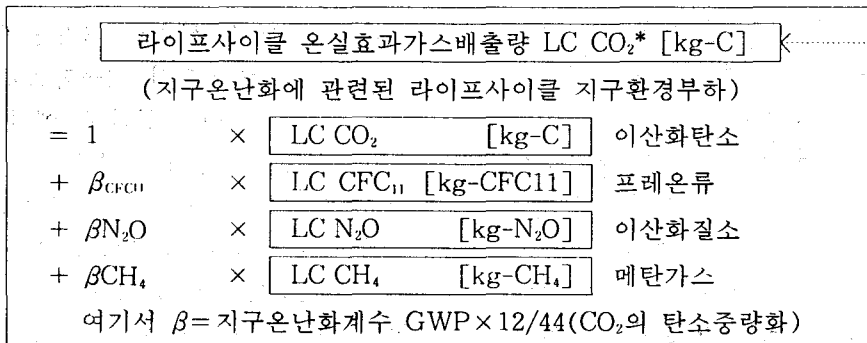 라이프사이클 온실효과가스배출량 LC CO₂* [kg-C]
(지구온난화에 관련된 라이프사이클 지구환경부하)
= 1 × LC CO₂ [kg-C] 이산화탄소
+ βCFC11 × LC CFC₁₁ [kg-CFC11] 프레온류
+ βN₂O × LC N₂O [kg-N₂O] 이산화질소
+ βCH₄ × LC CH₄ [kg-CH₄] 메탄가스
여기서 β=지구온난화계수 GWP×12/44(CO₂의 탄소중량화)